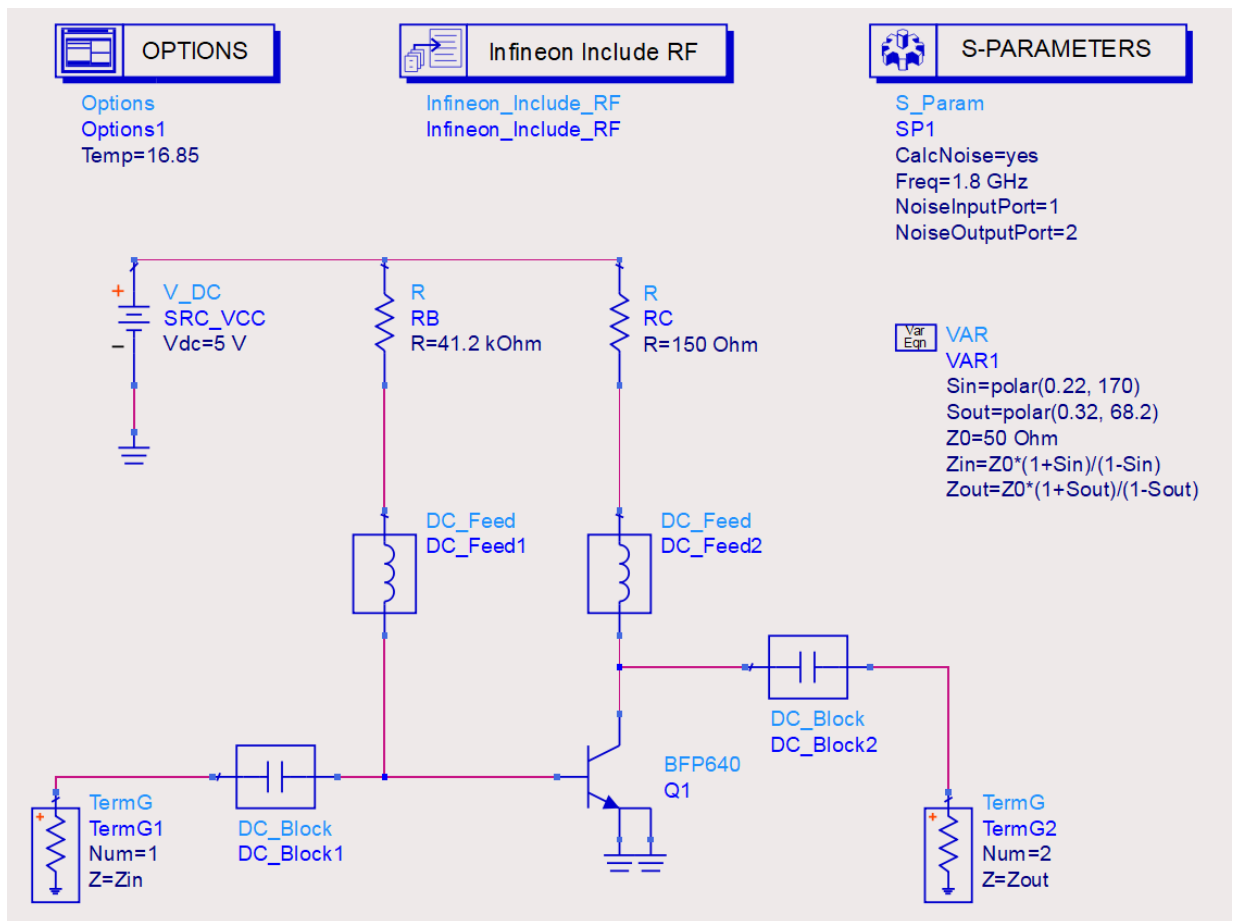 OPTIONS
Options
Options1
Temp=16.85
Infineon Include RF
Infineon_Include_RF
Infineon_Include_RF
S-PARAMETERS
S_Param
SP1
CalcNoise=yes
Freq=1.8 GHz
NoiseInputPort=1
NoiseOutputPort=2
+
−
V_DC
SRC_VCC
Vdc=5 V
R
RB
R=41.2 kOhm
R
RC
R=150 Ohm
Var
Eqn
VAR
VAR1
Sin=polar(0.22, 170)
Sout=polar(0.32, 68.2)
Z0=50 Ohm
Zin=Z0*(1+Sin)/(1-Sin)
Zout=Z0*(1+Sout)/(1-Sout)
DC_Feed
DC_Feed1
DC_Feed
DC_Feed2
DC_Block
DC_Block2
BFP640
Q1
+
TermG
TermG1
Num=1
Z=Zin
DC_Block
DC_Block1
+
TermG
TermG2
Num=2
Z=Zout